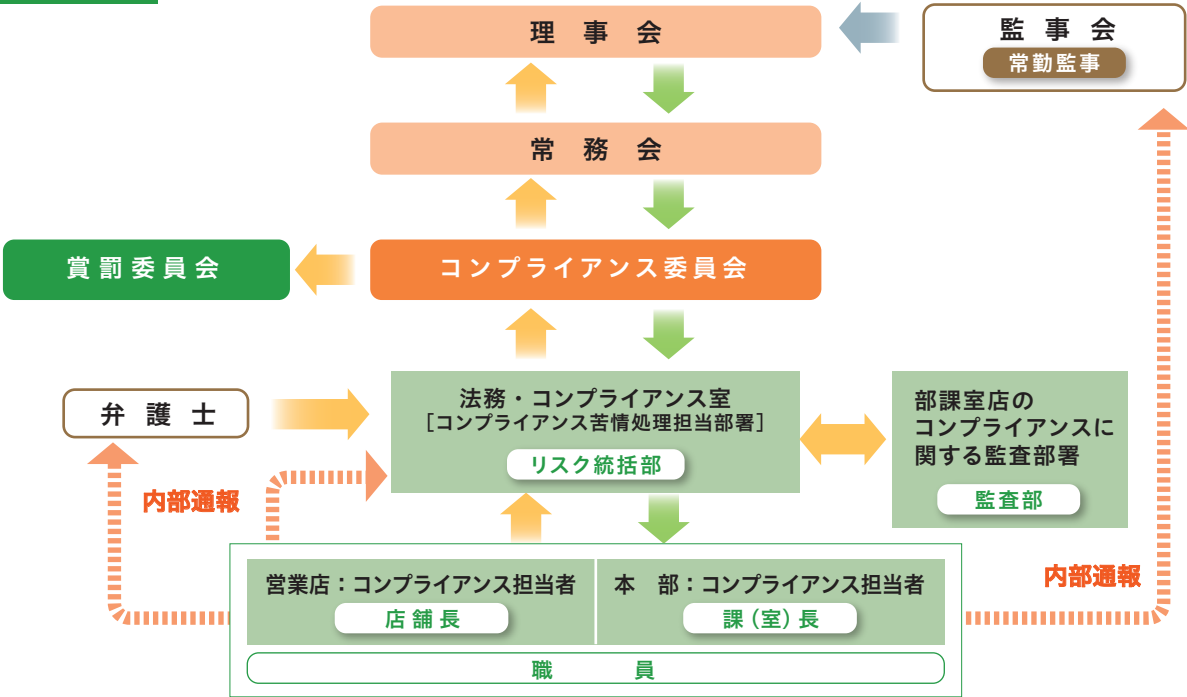 理事会
監事会
常勤監事
常務会
賞罰委員会
コンプライアンス委員会
弁護士
法務・コンプライアンス室
［コンプライアンス苦情処理担当部署］
リスク統括部
部課室店の
コンプライアンスに
関する監査部署
監査部
内部通報
内部通報
営業店：コンプライアンス担当者
店舗長
本　部：コンプライアンス担当者
課（室）長
職員